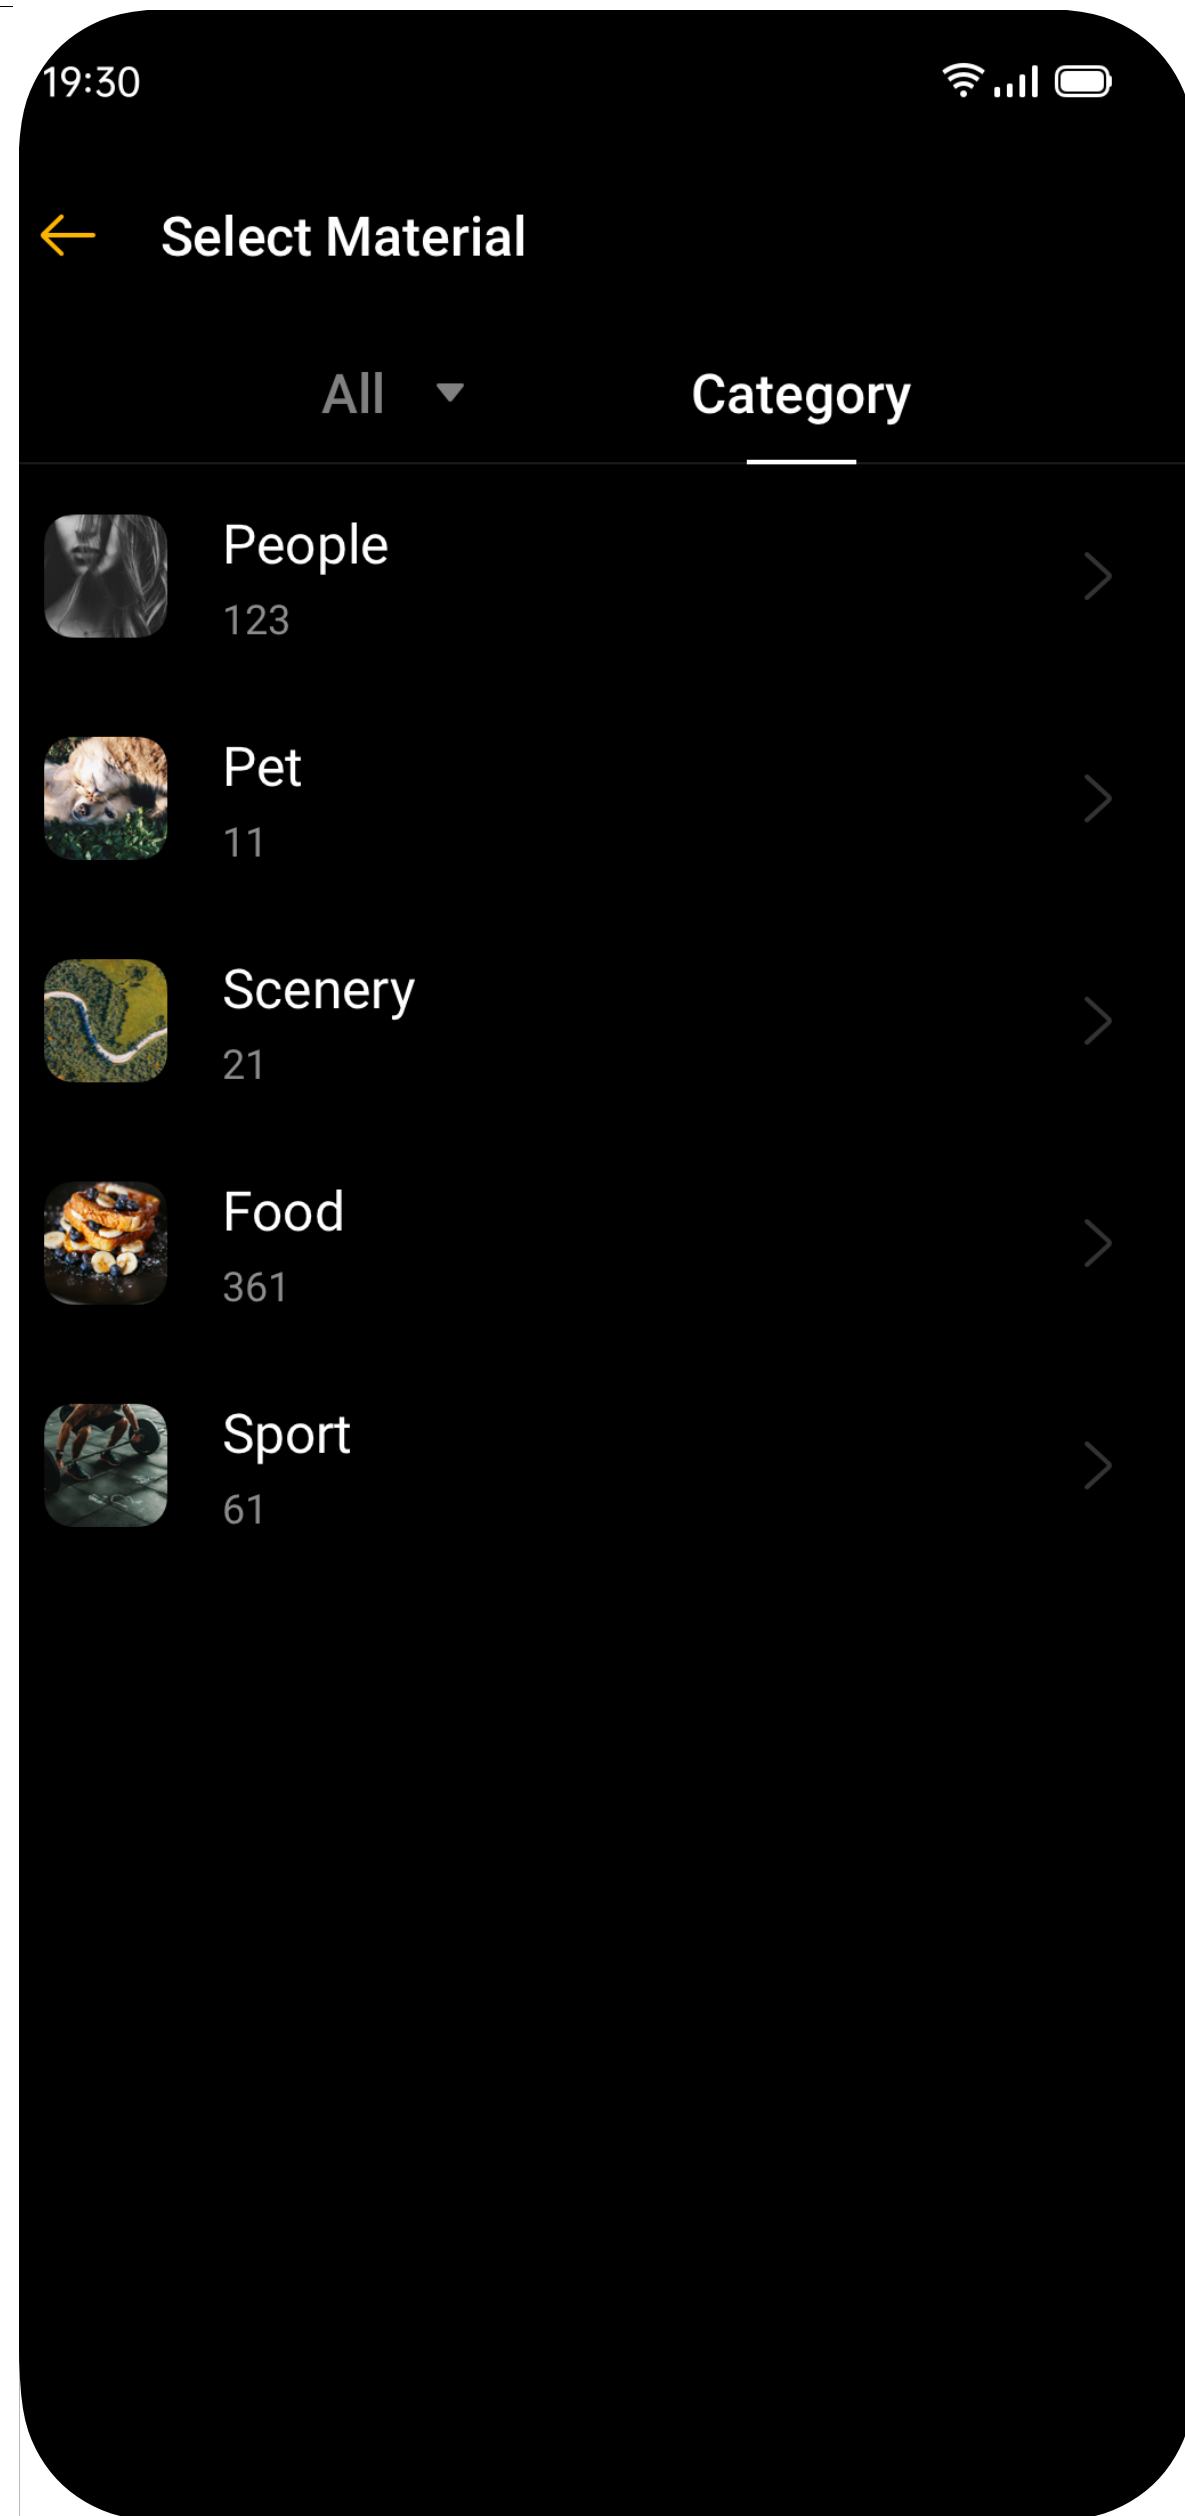 19:30
Select Material
All
Category
People
123
Pet
11
Scenery
21
Food
361
Sport
61